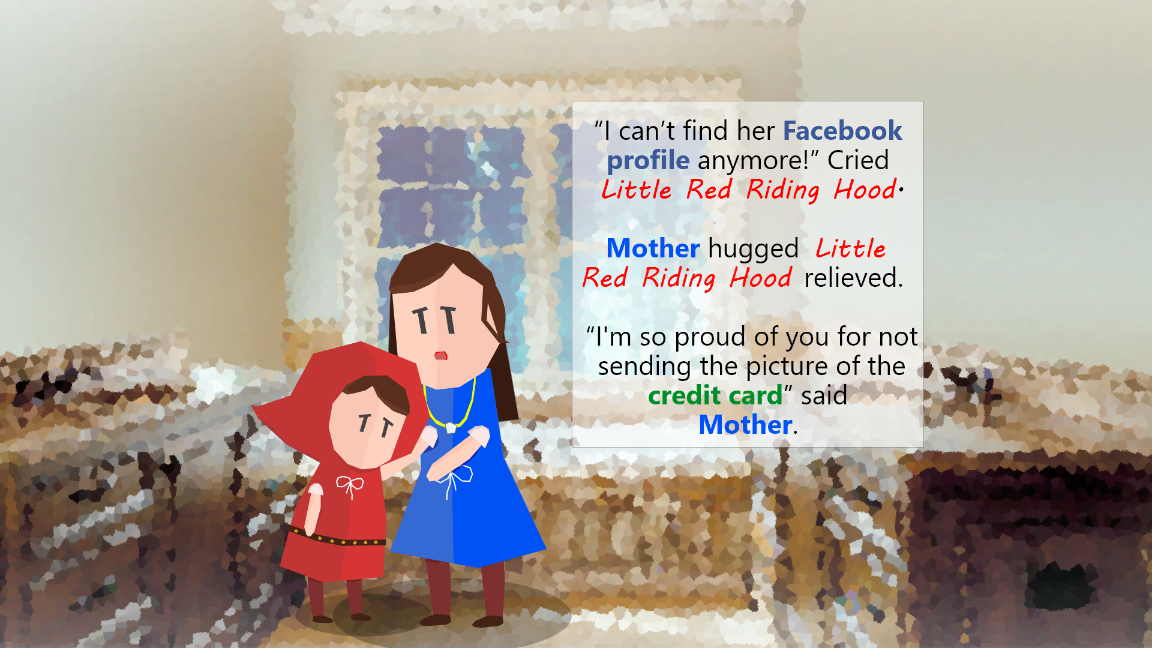 “I can’t find her Facebook
profile anymore!” Cried
Little Red Riding Hood.
Mother hugged Little
Red Riding Hood relieved.
“I'm so proud of you for not
sending the picture of the
credit card” said
Mother.